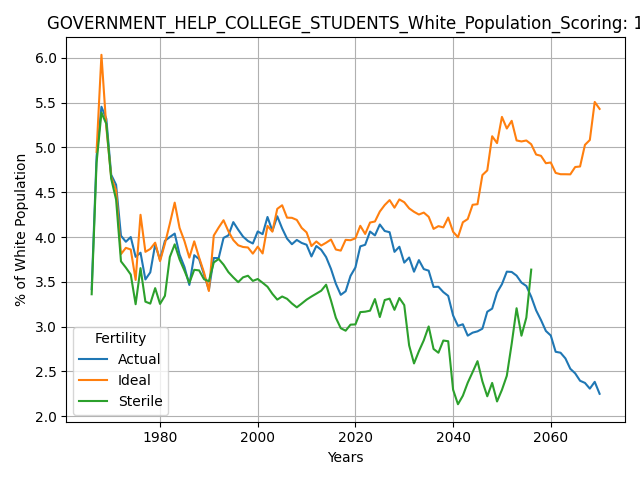 GOVERNMENT_HELP_COLLEGE_STUDENTS_White_Population_Scoring: 1
6.0
5.5
5.0
4.5
4.0
3.5
3.0
2.5
2.0
% of White Population
Fertility
Actual
Ideal
Sterile
1980
2000
2020
2040
2060
Years